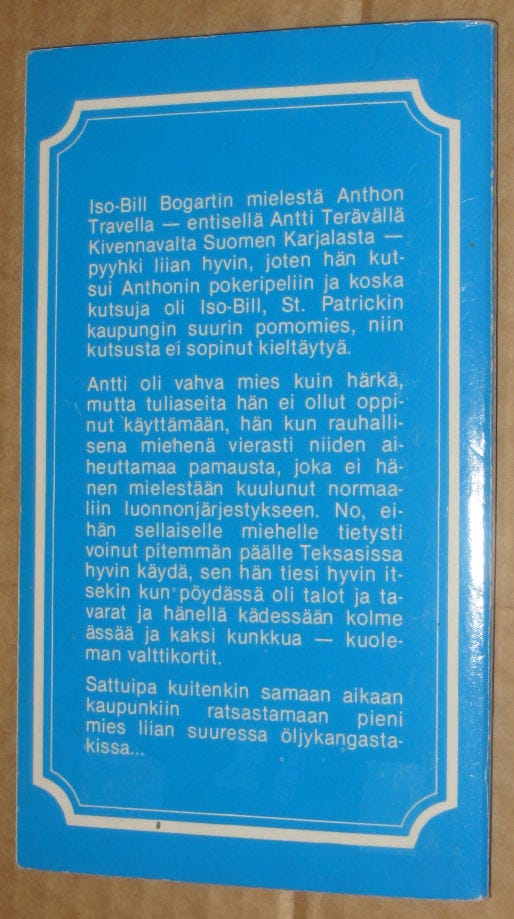 Iso-Bill Bogartin mielestä Anthon
Travella — entisellä Antti Terävällä
Kivennavalta Suomen Karjalasta —
pyyhki liian hyvin, joten hän kut-
sui Anthonin pokeripeliin ja koska
kutsuja oli Iso-Bill, St. Patrickin
kaupungin suurin pomomies, niin
kutsusta ei sopinut kieltäytyä.
Antti oli vahva mies kuin härkä,
mutta tuliaseita hän ei ollut oppi-
nut käyttämään, hän kun rauhalli-
sena miehenä vierasti niiden ai-
heuttamaa pamausta, joka ei hä-
nen mielestään kuulunut normaa-
liin luonnonjärjestykseen. No, ei-
hän sellaiselle miehelle tietysti
voinut pitemmän päälle Teksasissa
hyvin käydä, sen hän tiesi hyvin it-
sekin kun pöydässä oli talot ja ta-
varat ja hänellä kädessään kolme
ässää ja kaksi kunkkua — kuole-
man valttikortit.
Sattuipa kuitenkin samaan aikaan
kaupunkiin ratsastamaan pieni
mies liian suuressa öljykangasta-
kissa...